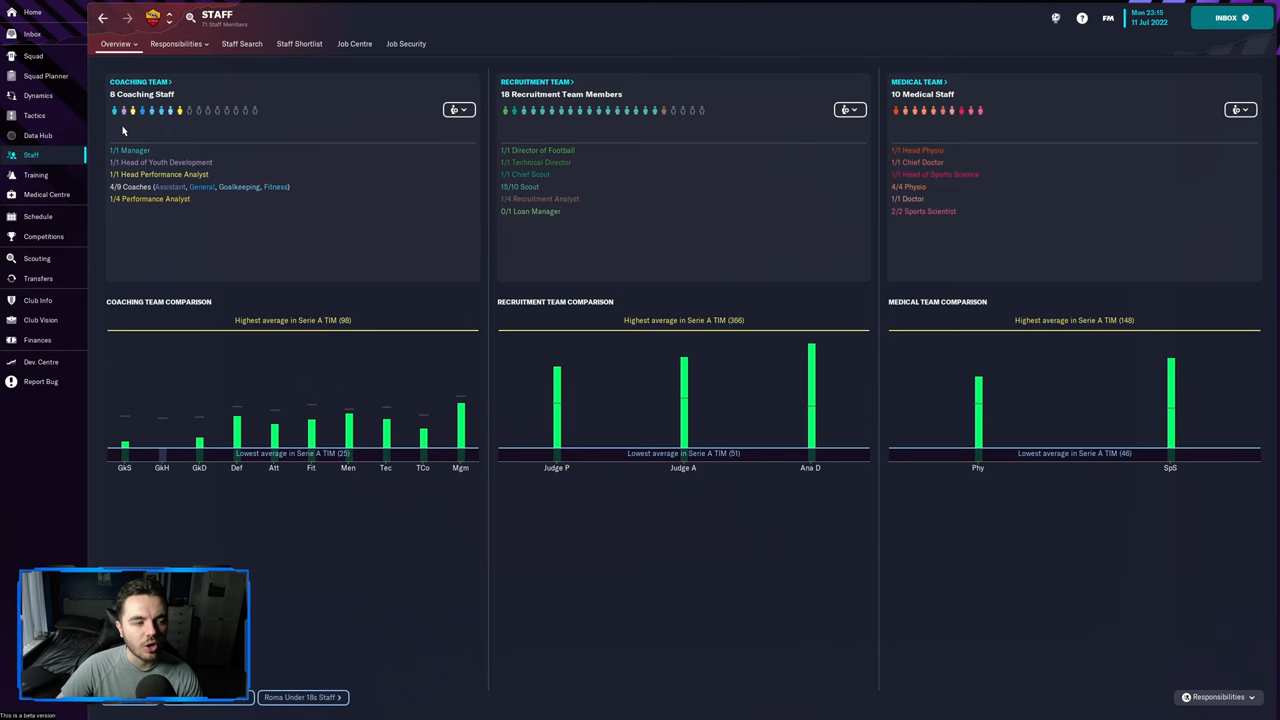 Home
Inbox
Squad
Squad Planner
Dynamics
Tactics
Data Hub
Staff
Training
Medical Centre
Schedule
Competitions
Scouting
Transfers
Club Info
Club Vision
Finances
Dev. Centre
Report Bug
STAFF
71 Staff Members
FM
Mon 23:15
11 Jul 2022
INBOX
Overview
Responsibilities
Staff Search
Staff Shortlist
Job Centre
Job Security
COACHING TEAM >
8 Coaching Staff
1/1 Manager
1/1 Head of Youth Development
1/1 Head Performance Analyst
4/9 Coaches (Assistant, General, Goalkeeping, Fitness)
1/4 Performance Analyst
RECRUITMENT TEAM >
18 Recruitment Team Members
1/1 Director of Football
1/1 Technical Director
1/1 Chief Scout
15/10 Scout
1/4 Recruitment Analyst
0/1 Loan Manager
MEDICAL TEAM >
10 Medical Staff
1/1 Head Physio
1/1 Chief Doctor
1/1 Head of Sports Science
4/4 Physio
1/1 Doctor
2/2 Sports Scientist
COACHING TEAM COMPARISON
Highest average in Serie A TIM (98)
Lowest average in Serie A TIM (25)
GkS GkH GkD Def Att Fit Men Tec TCo Mgm
RECRUITMENT TEAM COMPARISON
Highest average in Serie A TIM (366)
Lowest average in Serie A TIM (51)
Judge P Judge A Ana D
MEDICAL TEAM COMPARISON
Highest average in Serie A TIM (148)
Lowest average in Serie A TIM (46)
Phy SpS
Roma Under 18s Staff >
Responsibilities
This is a beta version